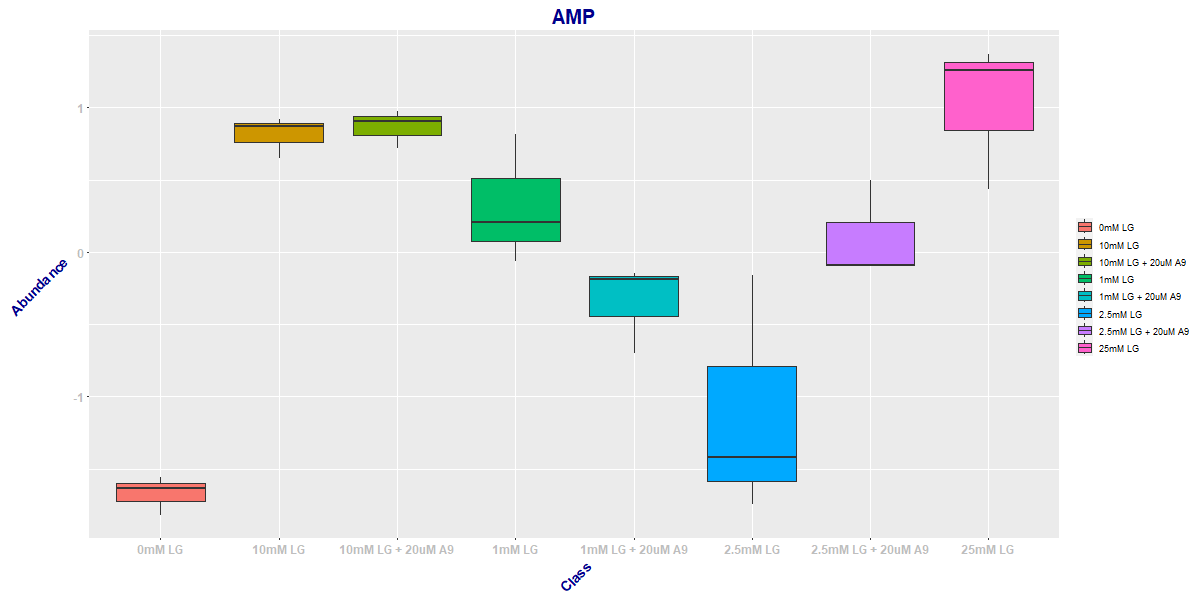 AMP
Abundance
1
0
-1
0mM LG
10mM LG
10mM LG + 20uM A9
1mM LG
1mM LG + 20uM A9
2.5mM LG
2.5mM LG + 20uM A9
25mM LG
Class
0mM LG
10mM LG
10mM LG + 20uM A9
1mM LG
1mM LG + 20uM A9
2.5mM LG
2.5mM LG + 20uM A9
25mM LG